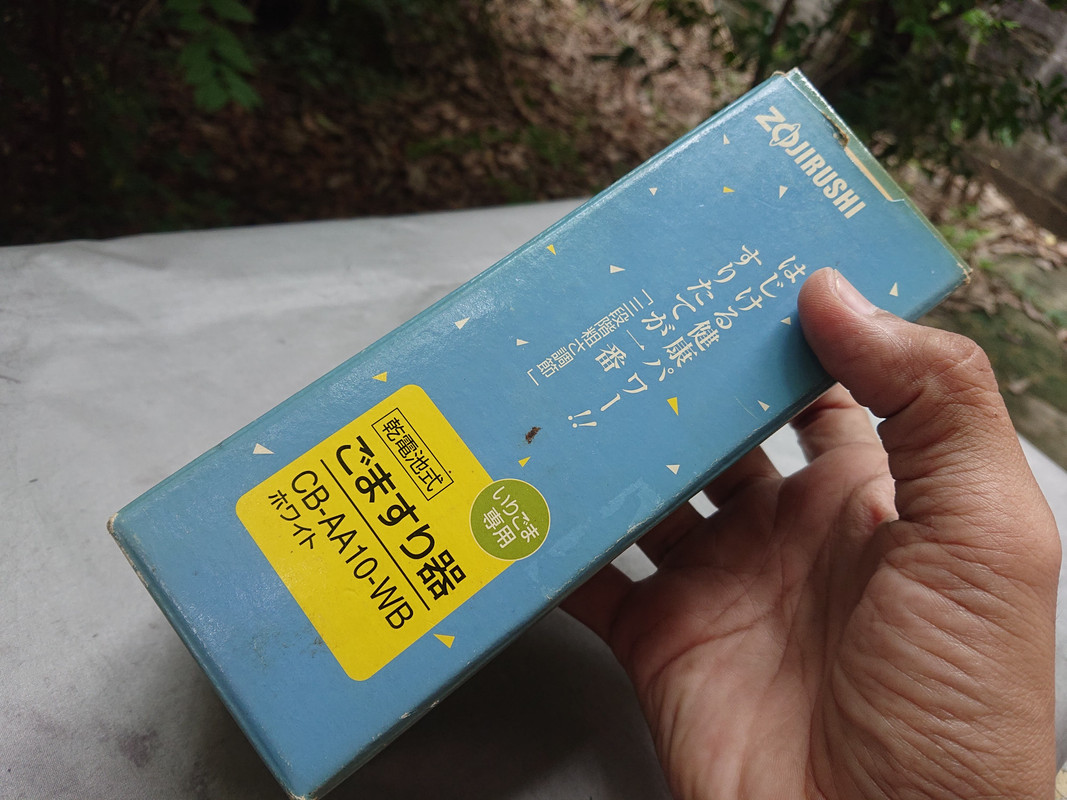 ZOJIRUSHI
はじける健康パワー!!
すりたてが一番
「三段階粗さ調節」
乾電池式
ごますり器
CB-AA10-WB
ホワイト
いりごま
専用